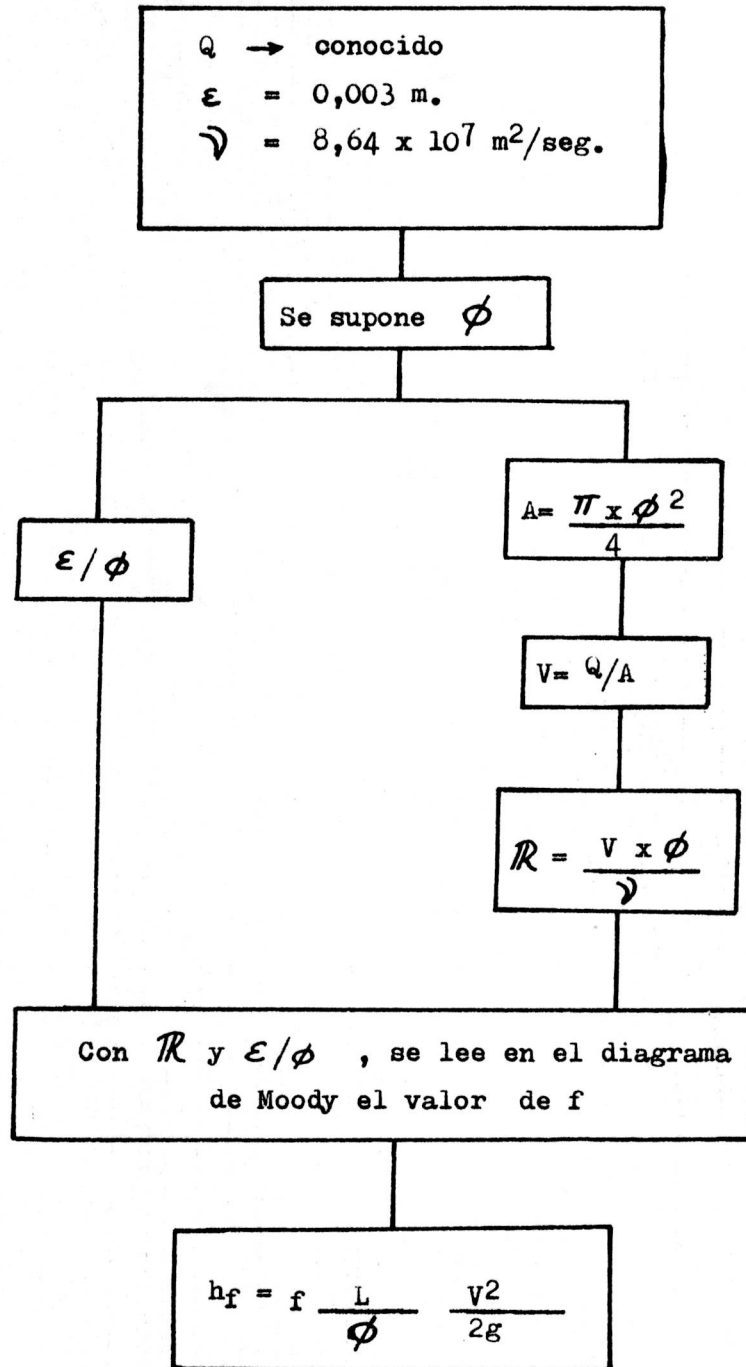 Q → conocido
ε = 0,003 m.
ν = 8,64 x 10⁷ m²/seg.
Se supone ϕ
ε/ϕ
A= π x ϕ² / 4
V= Q/A
ℝ = V x ϕ / ν
Con ℝ y ε/ϕ , se lee en el diagrama
de Moody el valor de f
hf = f L/ϕ V²/2g